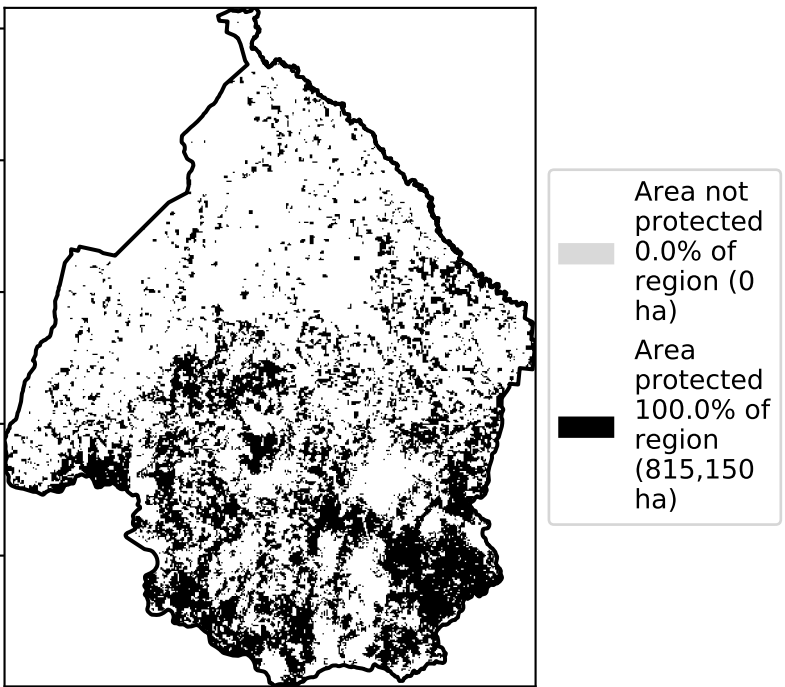 Area not
protected
0.0% of
region (0
ha)
Area
protected
100.0% of
region
(815,150
ha)